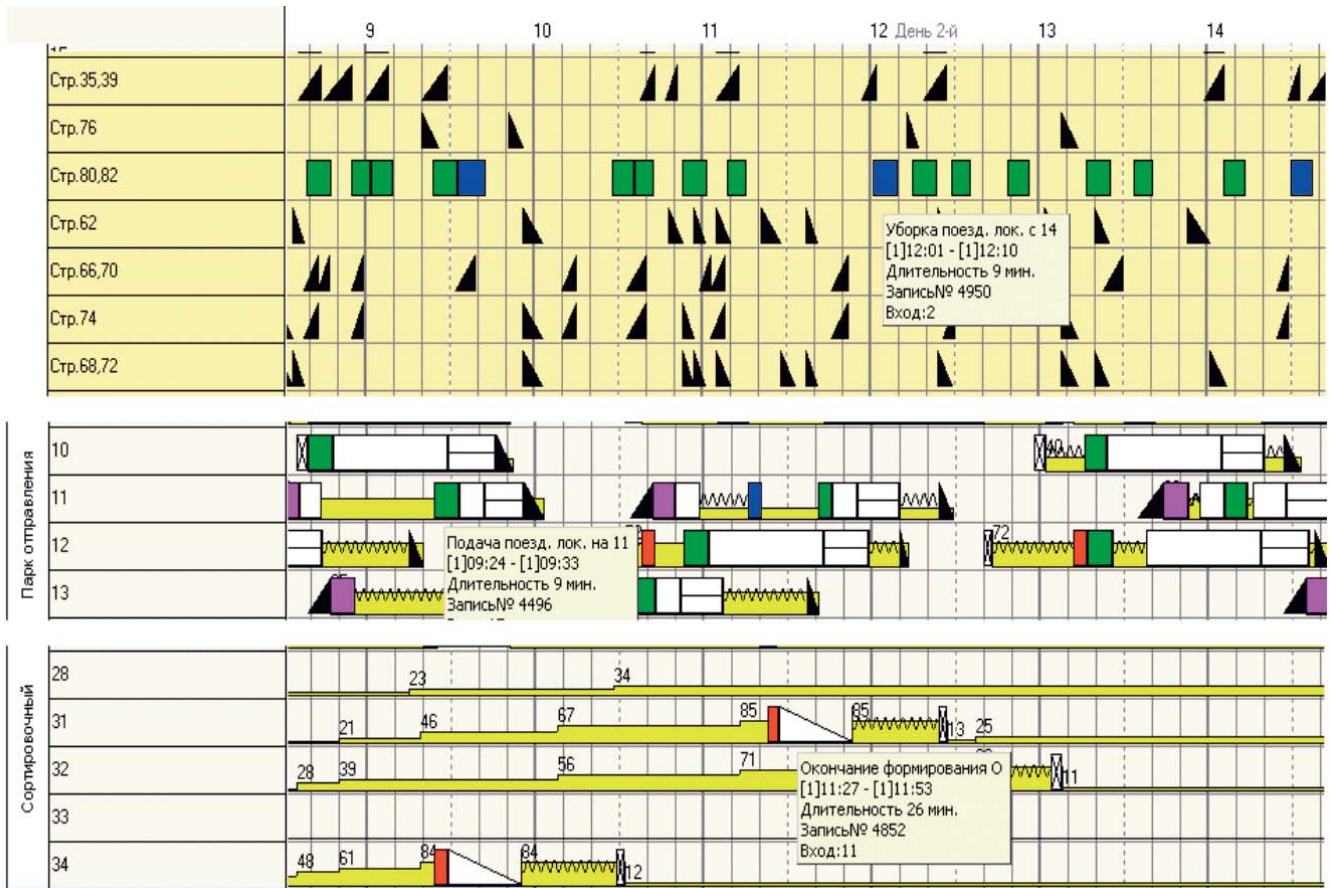 9 10 11 12 День 2-й 13 14
Стр.35,39
Стр.76
Стр.80,82
Стр.62
Уборка поезд. лок. с 14
[1]12:01 - [1]12:10
Длительность 9 мин.
Запись№ 4950
Вход:2
Стр.66,70
Стр.74
Стр.68,72
Парк отправления
10
11
12
72
Подача поезд. лок. на 11
[1]09:24 - [1]09:33
Длительность 9 мин.
Запись№ 4496
13
Сортировочный
28
23 34
31
21 46 67 85 85 13 25
32
28 39 56 71 11
Окончание формирования О
[1]11:27 - [1]11:53
Длительность 26 мин.
Запись№ 4852
Вход:11
33
34
48 61 84 84 12